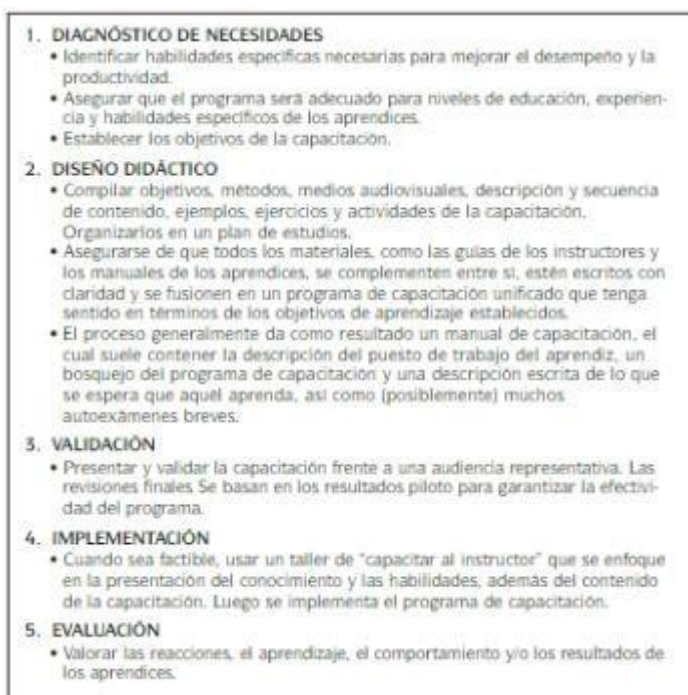 1. DIAGNÓSTICO DE NECESIDADES
• Identificar habilidades específicas necesarias para mejorar el desempeño y la
productividad.
• Asegurar que el programa será adecuado para niveles de educación, experien-
cia y habilidades específicos de los aprendices.
• Establecer los objetivos de la capacitación.
2. DISEÑO DIDÁCTICO
• Compilar objetivos, métodos, medios audiovisuales, descripción y secuencia
de contenido, ejemplos, ejercicios y actividades de la capacitación.
Organizarlos en un plan de estudios.
• Asegurarse de que todos los materiales, como las guías de los instructores y
los manuales de los aprendices, se complementen entre sí, estén escritos con
claridad y se fusionen en un programa de capacitación unificado que tenga
sentido en términos de los objetivos de aprendizaje establecidos.
• El proceso generalmente da como resultado un manual de capacitación, el
cual suele contener la descripción del puesto de trabajo del aprendiz, un
bosquejo del programa de capacitación y una descripción escrita de lo que
se espera que aquél aprenda, así como (posiblemente) muchos
autoexámenes breves.
3. VALIDACIÓN
• Presentar y validar la capacitación frente a una audiencia representativa. Las
revisiones finales Se basan en los resultados piloto para garantizar la efectivi-
dad del programa.
4. IMPLEMENTACIÓN
• Cuando sea factible, usar un taller de "capacitar al instructor" que se enfoque
en la presentación del conocimiento y las habilidades, además del contenido
de la capacitación. Luego se implementa el programa de capacitación.
5. EVALUACIÓN
• Valorar las reacciones, el aprendizaje, el comportamiento y/o los resultados de
los aprendices.